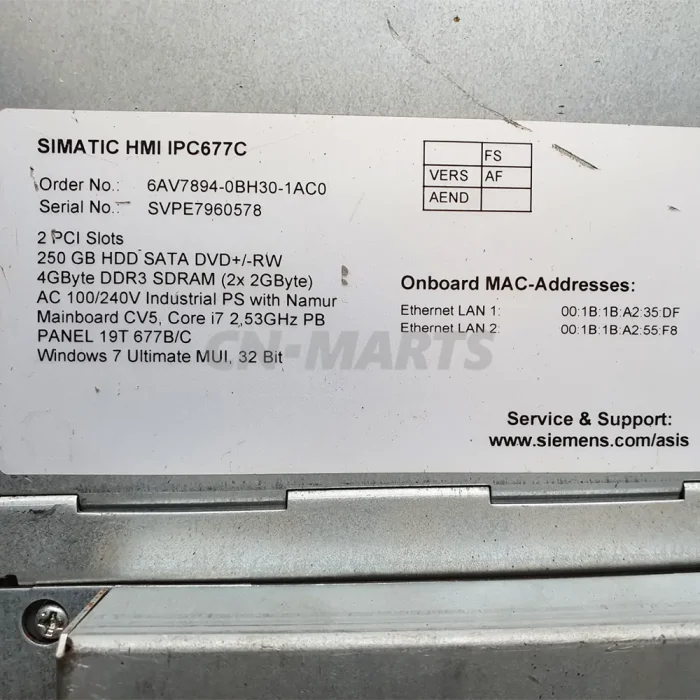 SIMATIC HMI IPC677C
Order No.: 6AV7894-0BH30-1AC0
Serial No.: SVPE7960578
FS
VERS AF
AEND
2 PCI Slots
250 GB HDD SATA DVD+/-RW
4GByte DDR3 SDRAM (2x 2GByte)
AC 100/240V Industrial PS with Namur
Mainboard CV5, Core i7 2,53GHz PB
PANEL 19T 677B/C
Windows 7 Ultimate MUI, 32 Bit
Onboard MAC-Addresses:
Ethernet LAN 1: 00:1B:1B:A2:35:DF
Ethernet LAN 2: 00:1B:1B:A2:55:F8
CN-MARTS
Service & Support:
www.siemens.com/asis